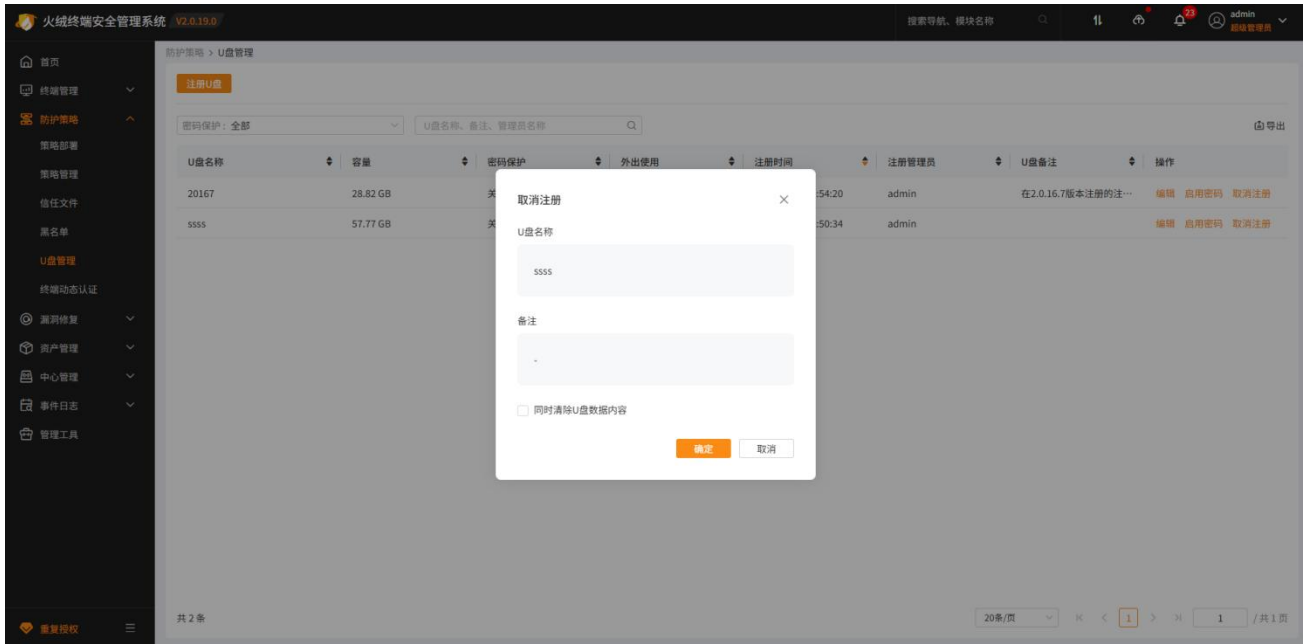 火绒终端安全管理系统 V2.0.19.0
搜索导航、模块名称
23
admin
超级管理员
首页
终端管理
防护策略
策略部署
策略管理
信任文件
黑名单
U盘管理
终端动态认证
漏洞修复
资产管理
中心管理
事件日志
管理工具
重复授权
防护策略 > U盘管理
注册U盘
密码保护: 全部
U盘名称、备注、管理员名称
导出
U盘名称 容量 密码保护 外出使用 注册时间 注册管理员 U盘备注 操作
20167 28.82 GB 关 :54:20 admin 在2.0.16.7版本注册的注… 编辑 启用密码 取消注册
ssss 57.77 GB 关 :50:34 admin 编辑 启用密码 取消注册
取消注册
U盘名称
ssss
备注
-
同时清除U盘数据内容
确定 取消
共 2 条
20条/页 1 1 / 共 1 页